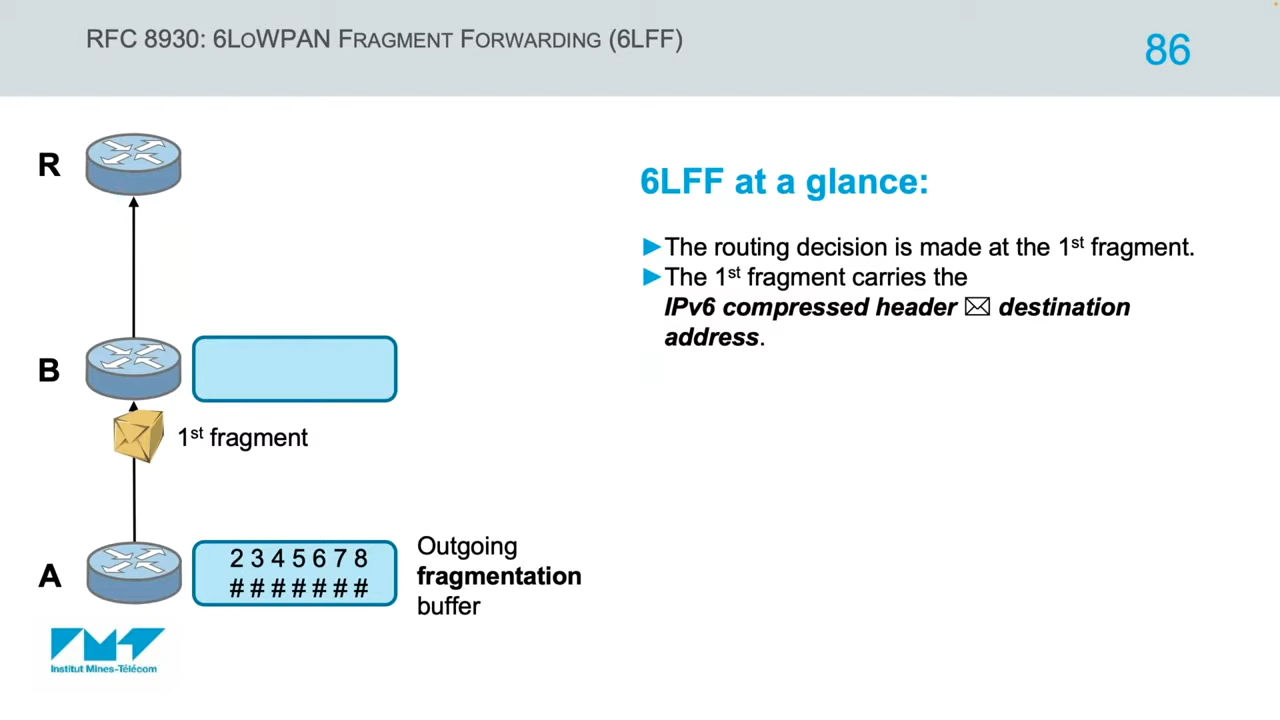 RFC 8930: 6LoWPAN Fragment Forwarding (6LFF)
86
R
6LFF at a glance:
►The routing decision is made at the 1st fragment.
►The 1st fragment carries the
IPv6 compressed header ✉ destination
address.
B
1st fragment
A
2 3 4 5 6 7 8
# # # # # # #
Outgoing
fragmentation
buffer
Institut Mines-Télécom